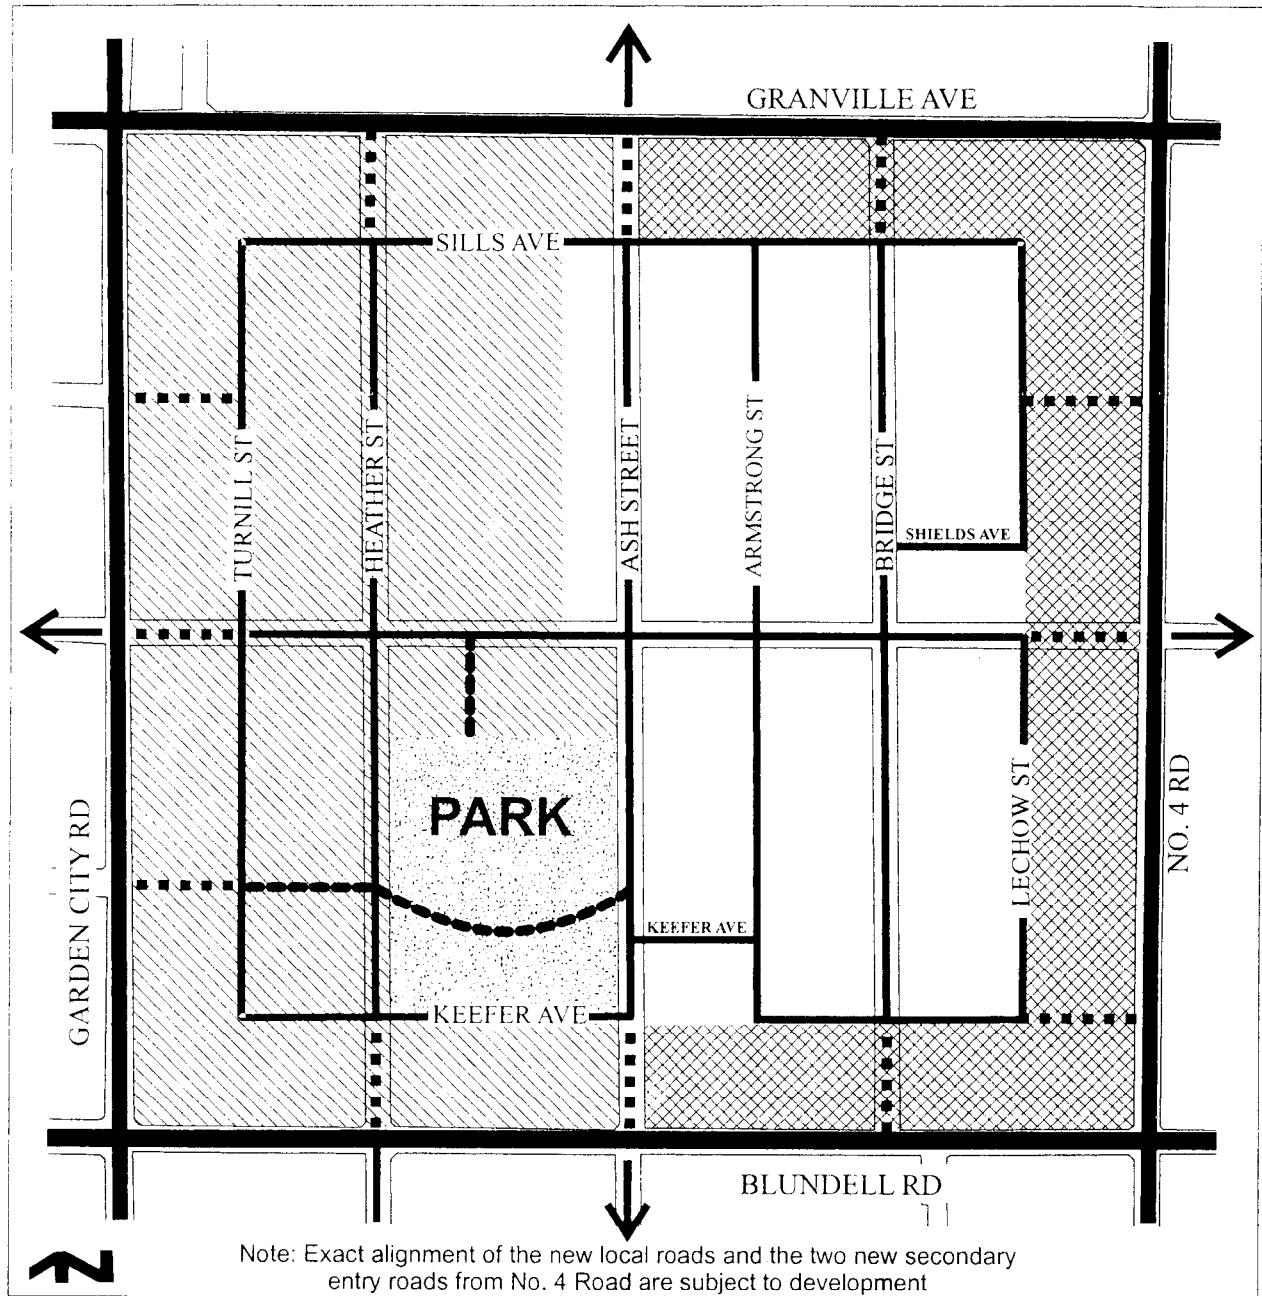 GRANVILLE AVE
SILLS AVE
TURNILL ST
HEATHER ST
ASH STREET
ARMSTRONG ST
BRIDGE ST
SHIELDS AVE
GARDEN CITY RD
PARK
LECHOW ST
NO. 4 RD
KEEFER AVE
KEEFER AVE
BLUNDELL RD
N
Note: Exact alignment of the new local roads and the two new secondary
entry roads from No. 4 Road are subject to development